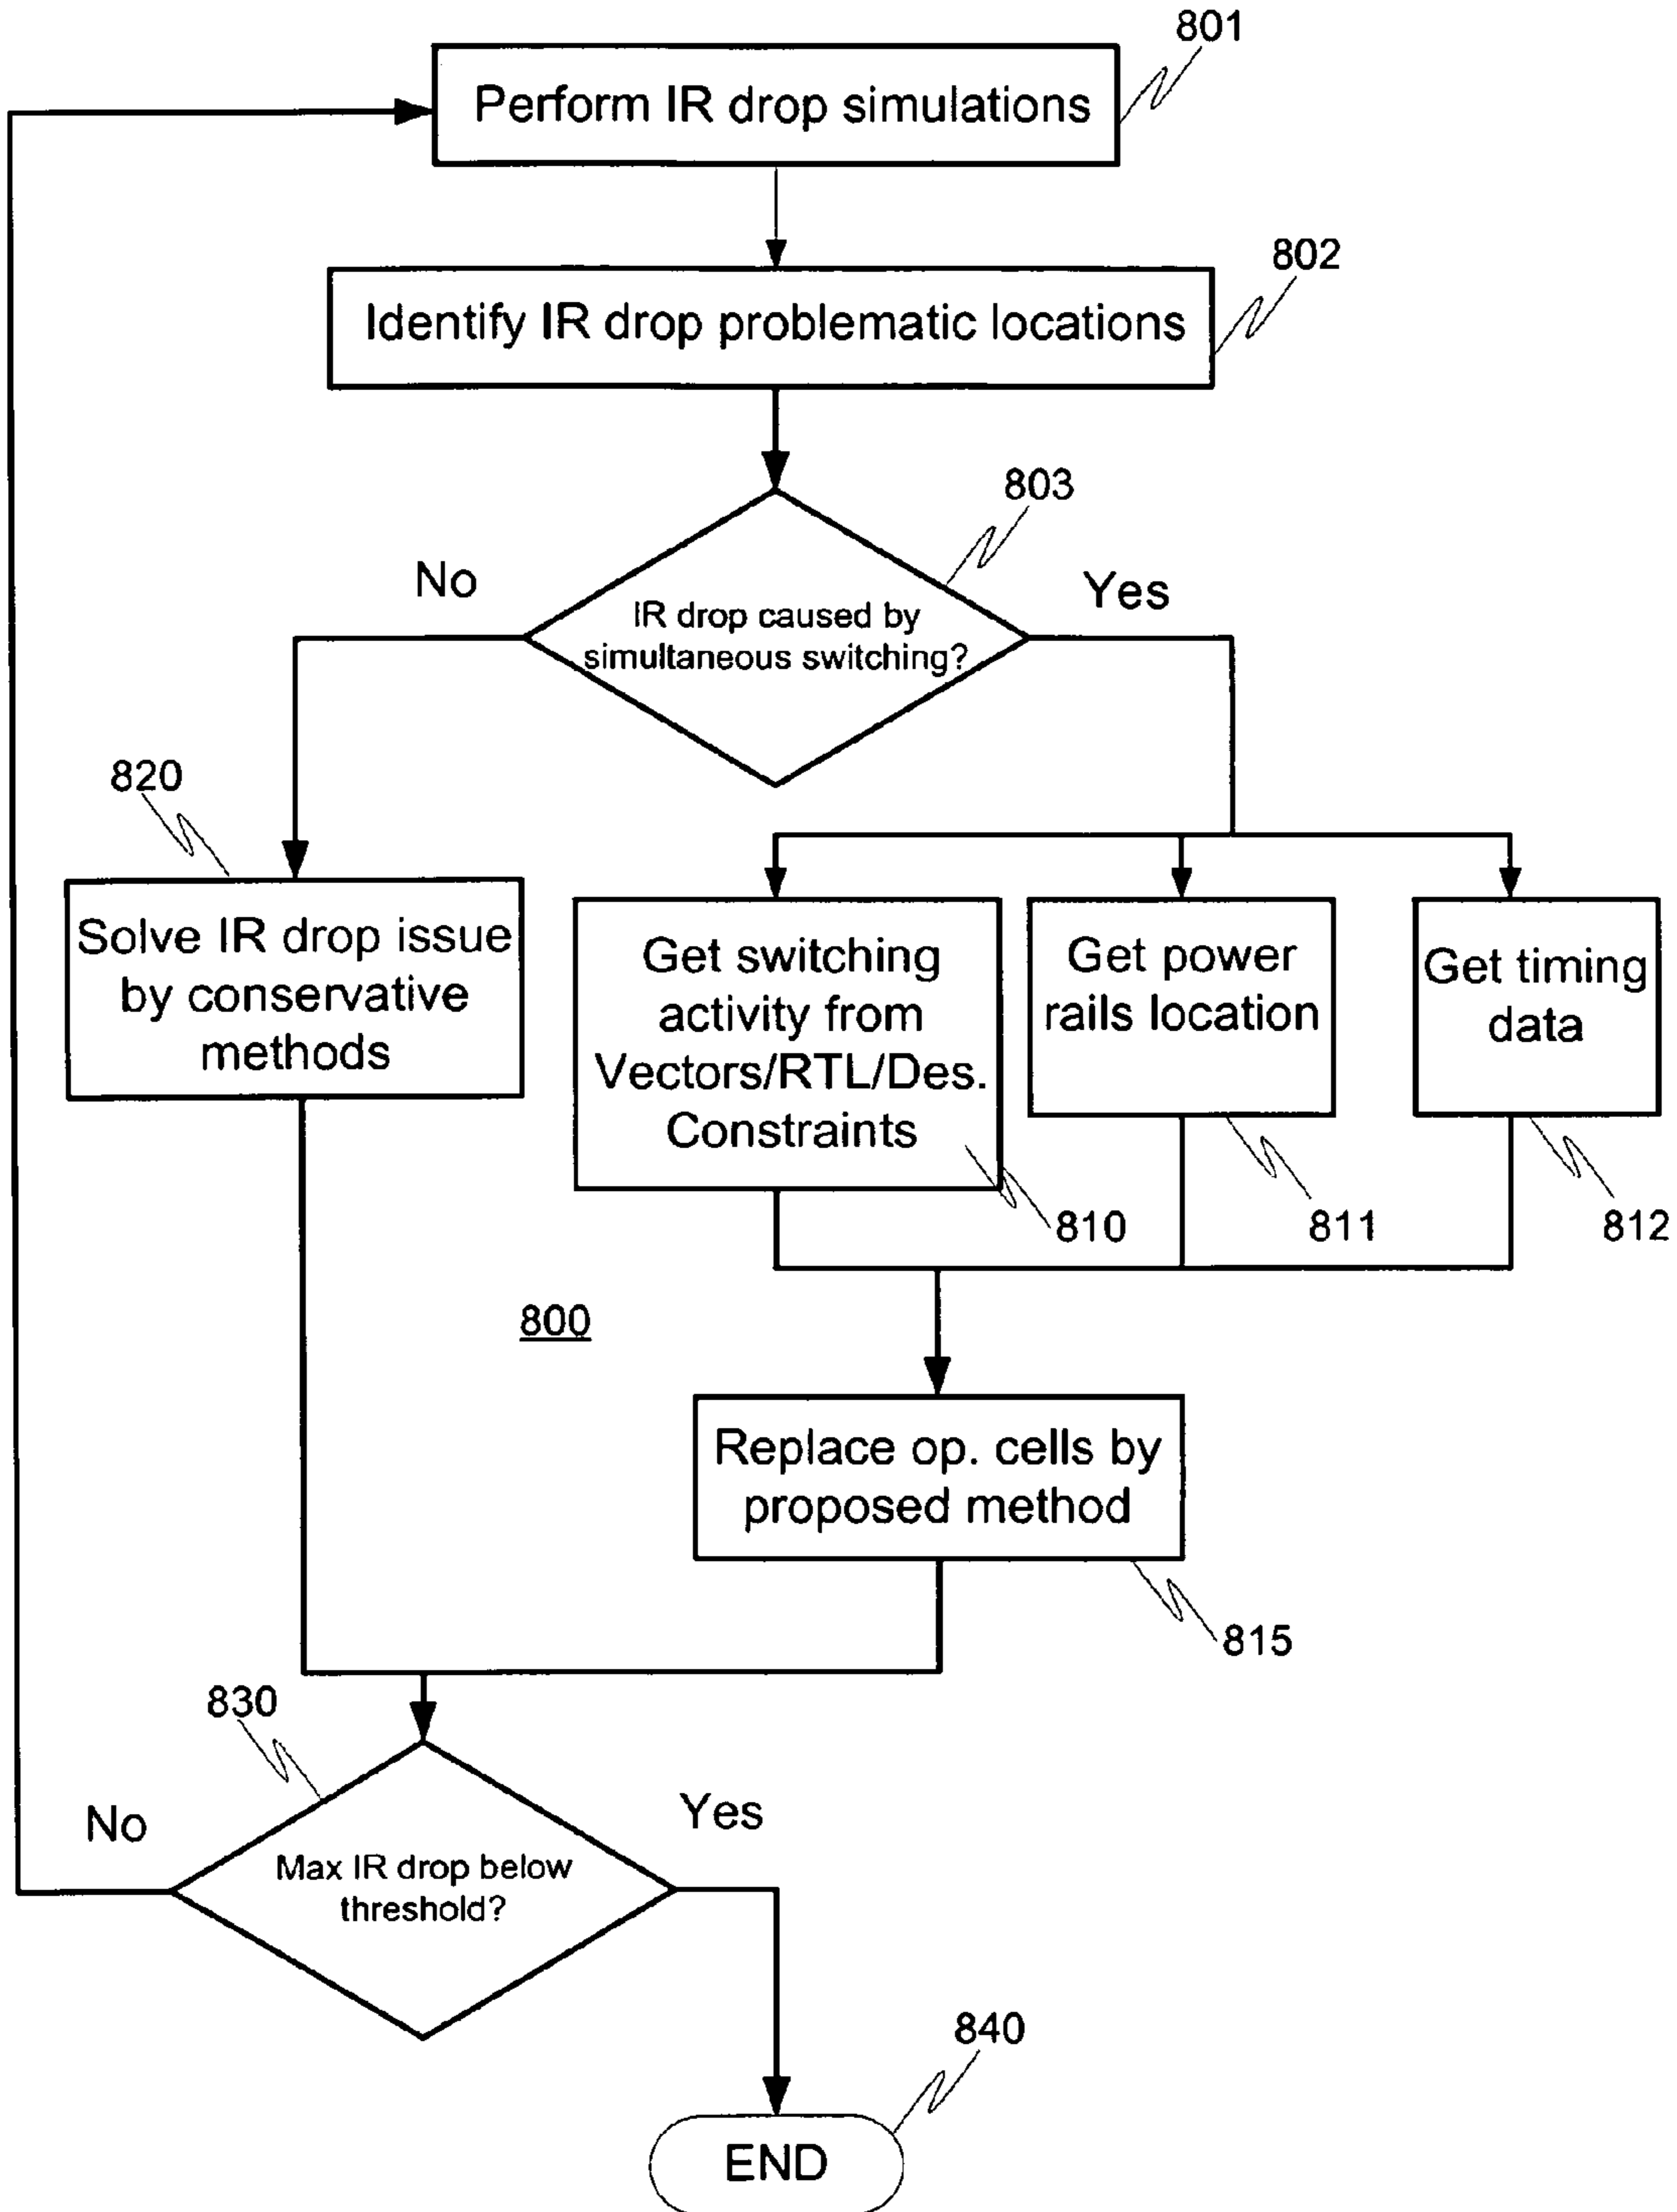 801
Perform IR drop simulations
802
Identify IR drop problematic locations
803
No
Yes
IR drop caused by
simultaneous switching?
820
Solve IR drop issue
by conservative
methods
Get switching
activity from
Vectors/RTL/Des.
Constraints
Get power
rails location
Get timing
data
810
811
812
800
Replace op. cells by
proposed method
815
830
No
Yes
Max IR drop below
threshold?
840
END